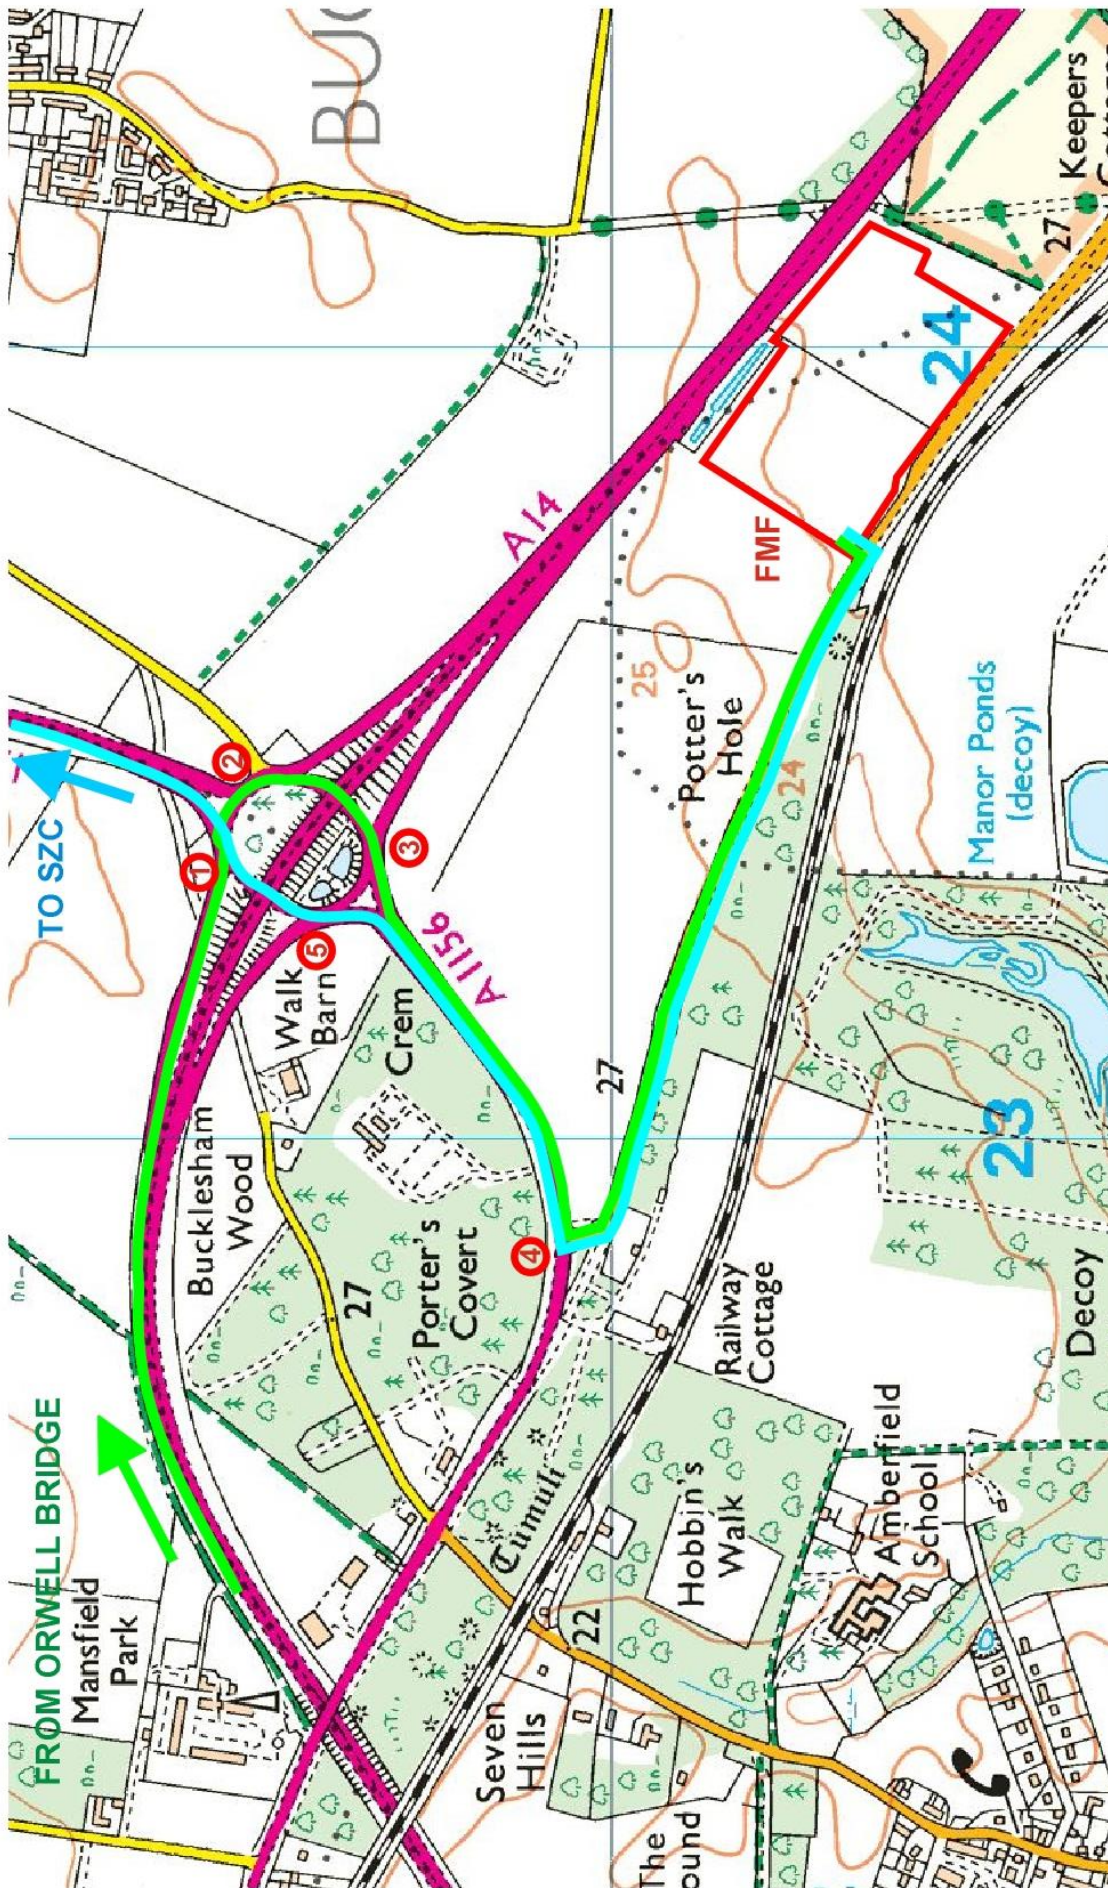 FROM ORWELL BRIDGE
TO SZC
BUC
Mansfield
Park
Bucklesham
Wood
Walk
Barn
Crem
Porter's
Covert
27
A14
A1156
1
2
3
4
5
FMF
25
24
Potter's
Hole
27
24
27
Keepers
Manor Ponds
(decoy)
23
Railway
Cottage
Tumuli
Seven
Hills
22
Hobbin's
Walk
Amberfield
School
Decoy
The